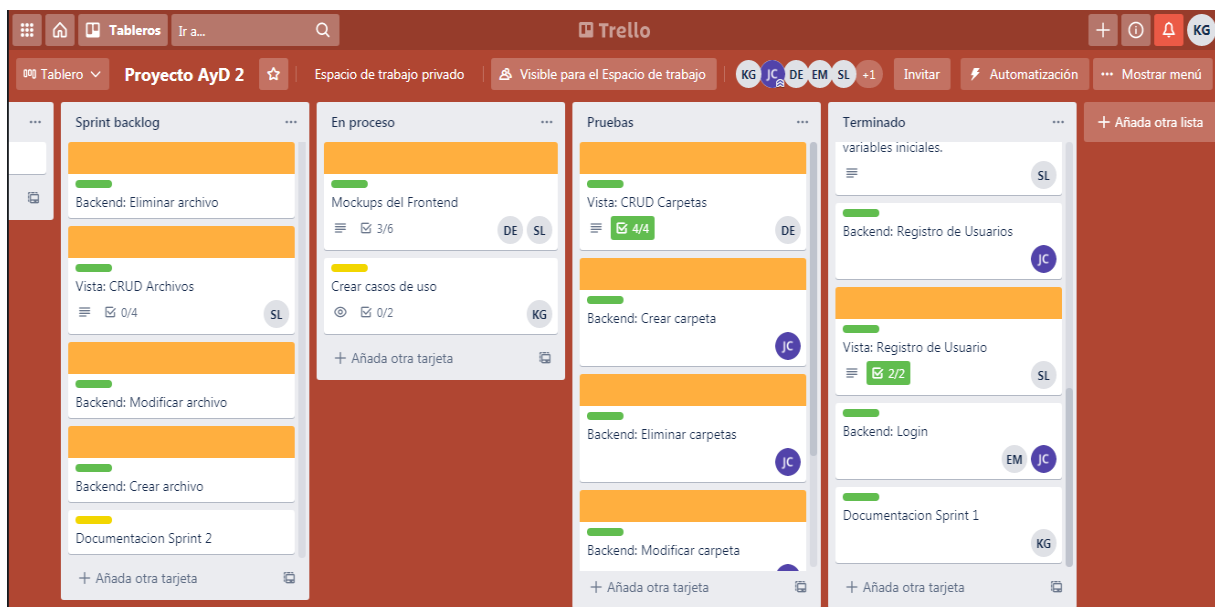 Tableros
Ir a...
Trello
KG
Tablero
Proyecto AyD 2
Espacio de trabajo privado
Visible para el Espacio de trabajo
KG JC DE EM SL +1
Invitar
Automatización
Mostrar menú
Sprint backlog
Backend: Eliminar archivo
Vista: CRUD Archivos
0/4
SL
Backend: Modificar archivo
Backend: Crear archivo
Documentacion Sprint 2
+ Añada otra tarjeta
En proceso
Mockups del Frontend
3/6
DE SL
Crear casos de uso
0/2
KG
+ Añada otra tarjeta
Pruebas
Vista: CRUD Carpetas
4/4
DE
Backend: Crear carpeta
JC
Backend: Eliminar carpetas
JC
Backend: Modificar carpeta
+ Añada otra tarjeta
Terminado
variables iniciales.
SL
Backend: Registro de Usuarios
JC
Vista: Registro de Usuario
2/2
SL
Backend: Login
EM JC
Documentacion Sprint 1
KG
+ Añada otra tarjeta
+ Añada otra lista